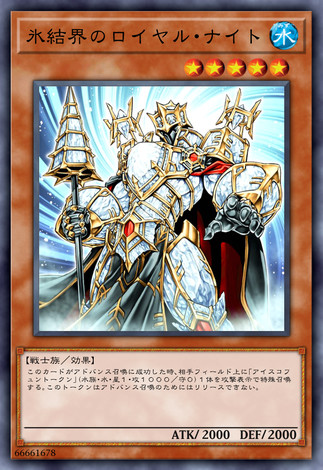 氷結界のロイヤル・ナイト
水
【戦士族／効果】
このカードがアドバンス召喚に成功した時、相手フィールド上に「アイスコフ
ィントークン」(水族・水・星１・攻１０００／守０)１体を攻撃表示で特殊召喚
する。このトークンはアドバンス召喚のためにはリリースできない。
ATK/ 2000 DEF/ 2000
66661678